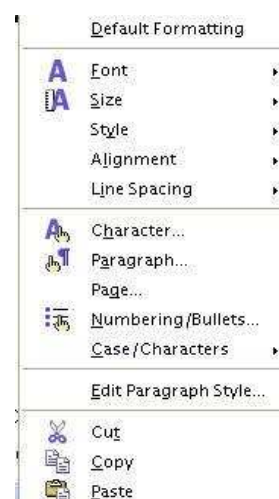 Default Formatting
Font
Size
Style
Alignment
Line Spacing
Character...
Paragraph...
Page...
Numbering/Bullets...
Case/Characters
Edit Paragraph Style...
Cut
Copy
Paste